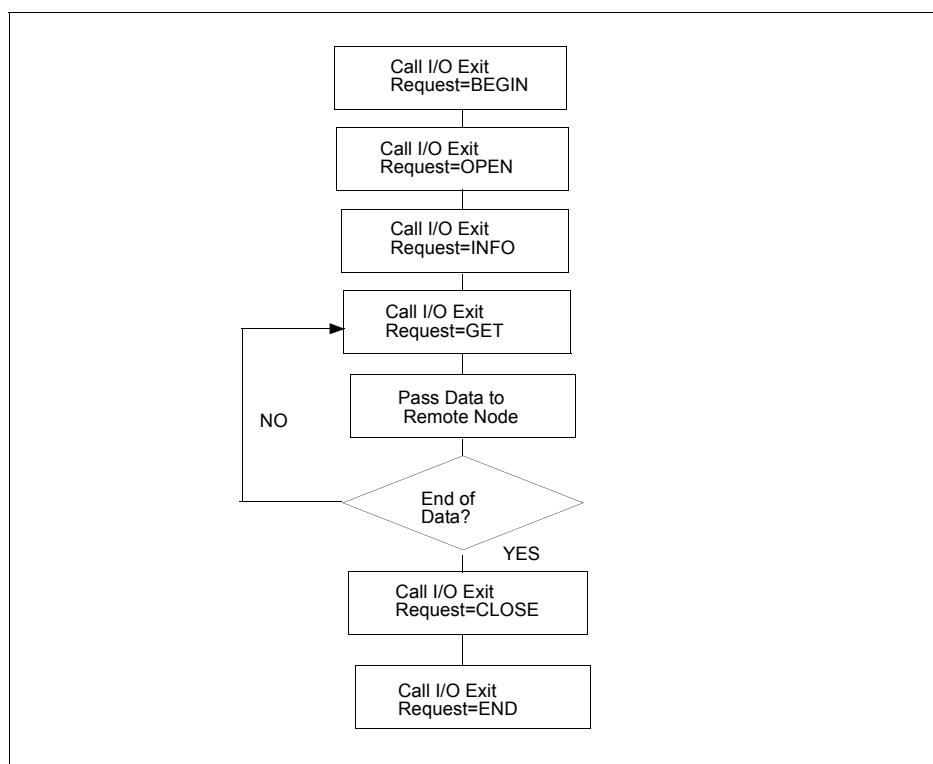 Call I/O Exit
Request=BEGIN
Call I/O Exit
Request=OPEN
Call I/O Exit
Request=INFO
Call I/O Exit
Request=GET
Pass Data to
Remote Node
NO
End of
Data?
YES
Call I/O Exit
Request=CLOSE
Call I/O Exit
Request=END